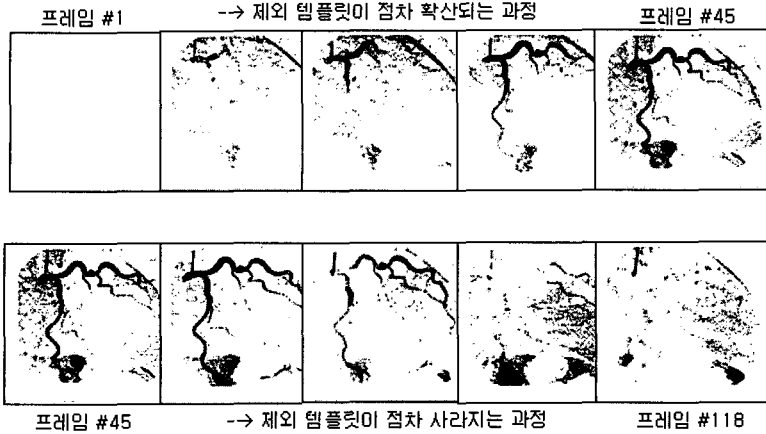 프레임 #1 --> 제외 템플릿이 점차 확산되는 과정 프레임 #45
프레임 #45 --> 제외 템플릿이 점차 사라지는 과정 프레임 #118